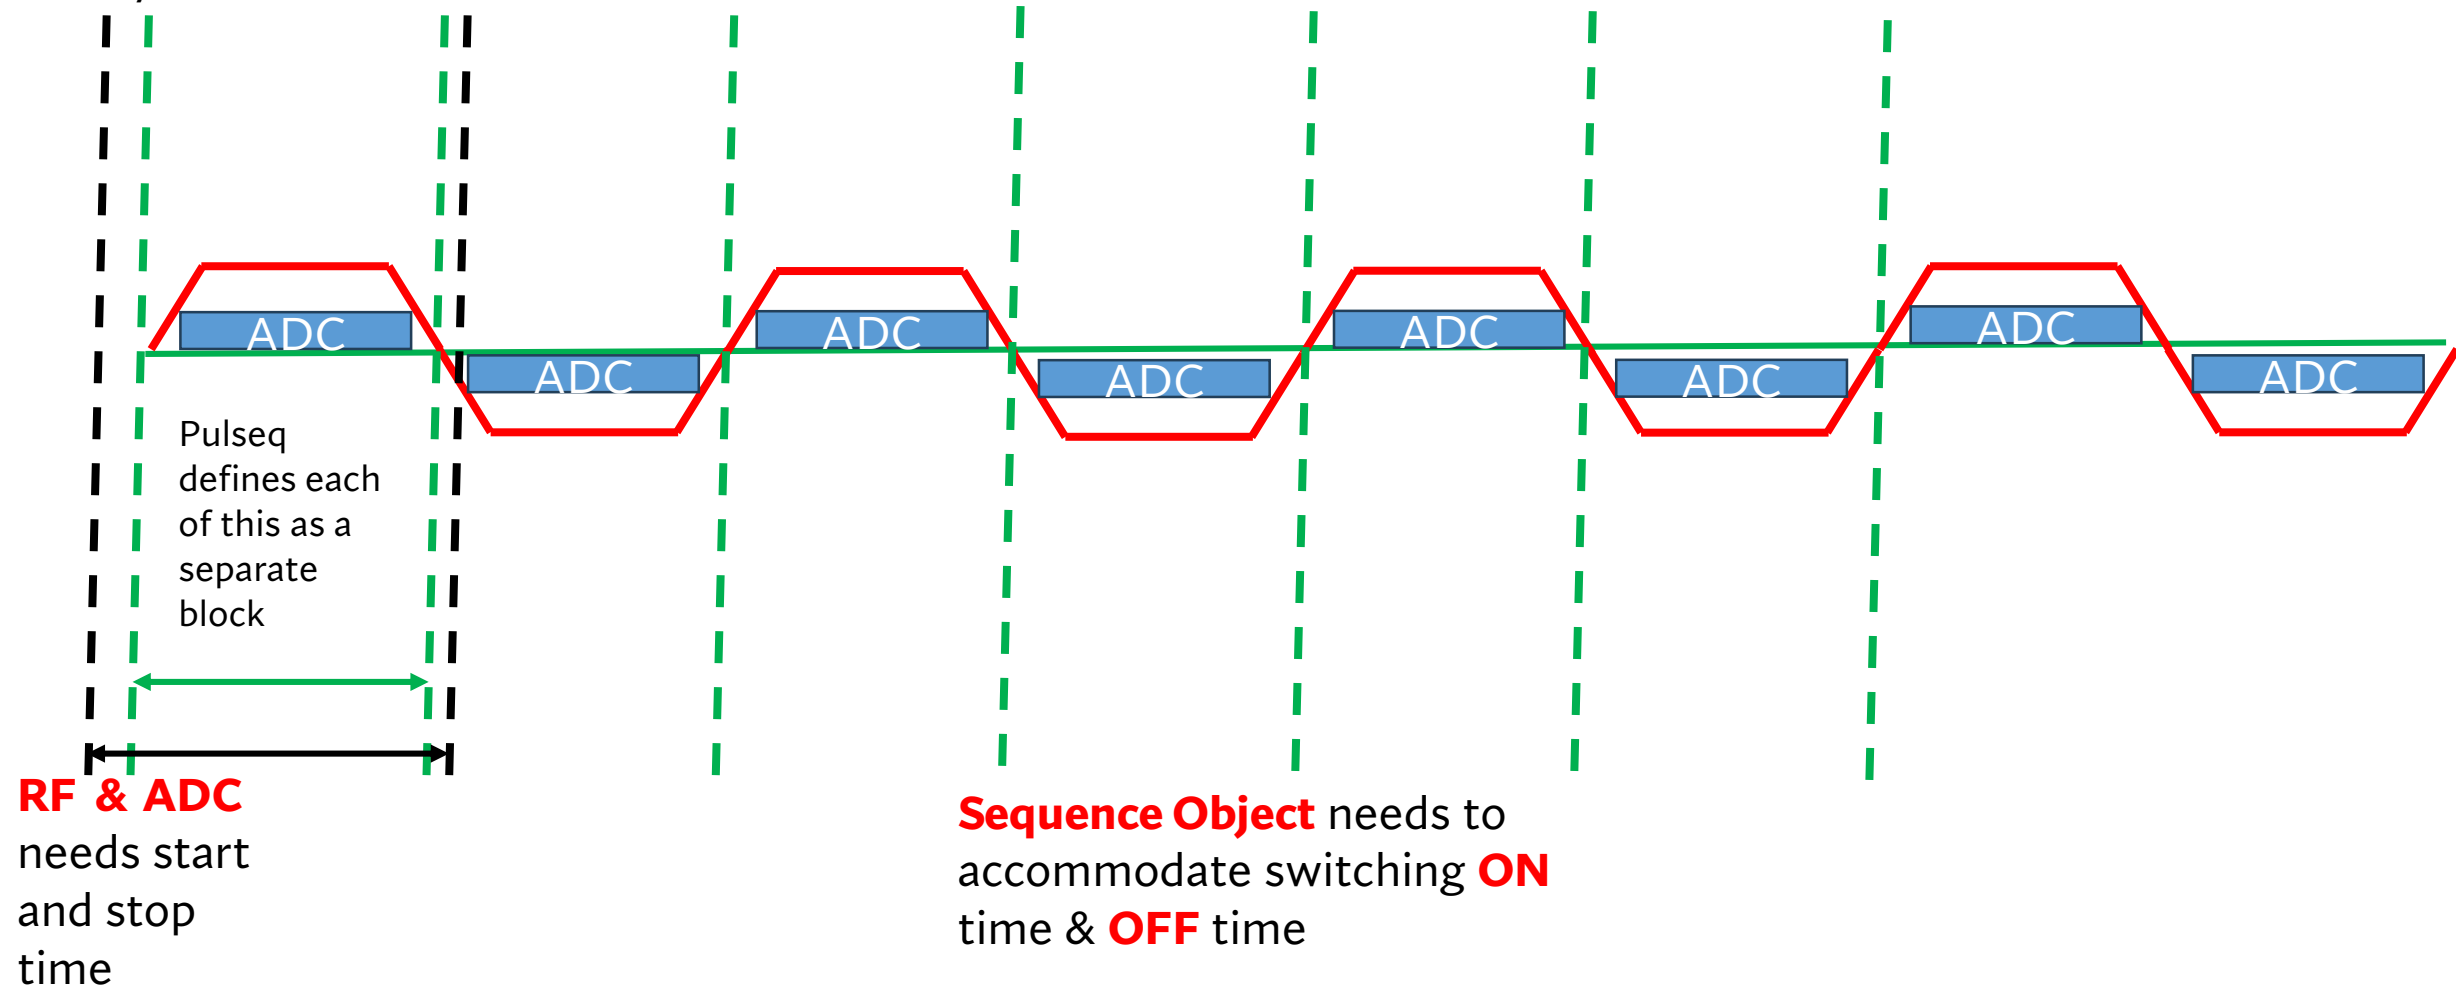 ADC
ADC
ADC
ADC
ADC
ADC
ADC
ADC
Pulseq
defines each
of this as a
separate
block
RF & ADC
needs start
and stop
time
Sequence Object needs to
accommodate switching ON
time & OFF time